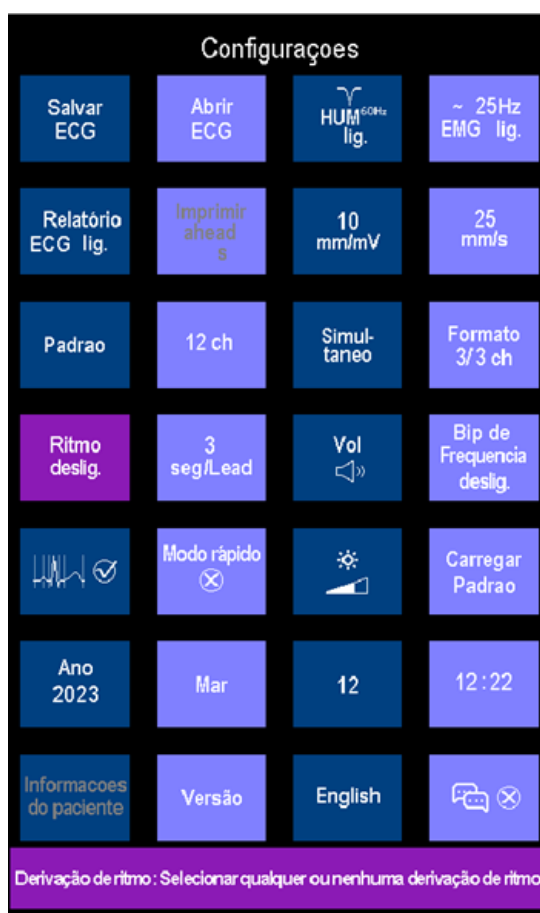 Configuraçoes
Salvar
ECG
Abrir
ECG
HUM 60Hz
lig.
~ 25Hz
EMG lig.
Relatório
ECG lig.
Imprimir
ahead
s
10
mm/mV
25
mm/s
Padrao
12 ch
Simul-
taneo
Formato
3/3 ch
Ritmo
deslig.
3
seg/Lead
Vol
Bip de
Frequencia
deslig.
Modo rápido
Carregar
Padrao
Ano
2023
Mar
12
12:22
Informacoes
do paciente
Versão
English
Derivação de ritmo: Selecionar qualquer ou nenhuma derivação de ritmo